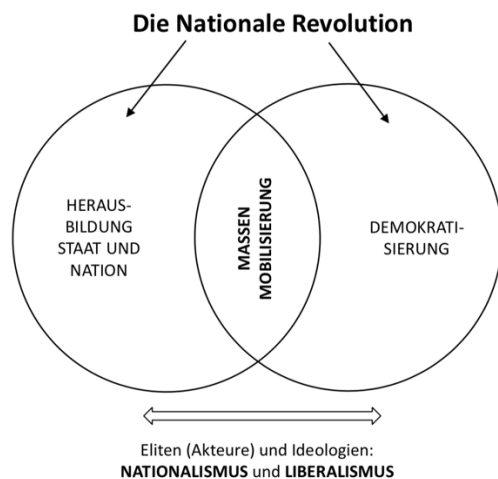 Die Nationale Revolution
HERAUS-
BILDUNG
STAAT UND
NATION
MASSEN
MOBILISIERUNG
DEMOKRATI-
SIERUNG
Eliten (Akteure) und Ideologien:
NATIONALISMUS und LIBERALISMUS